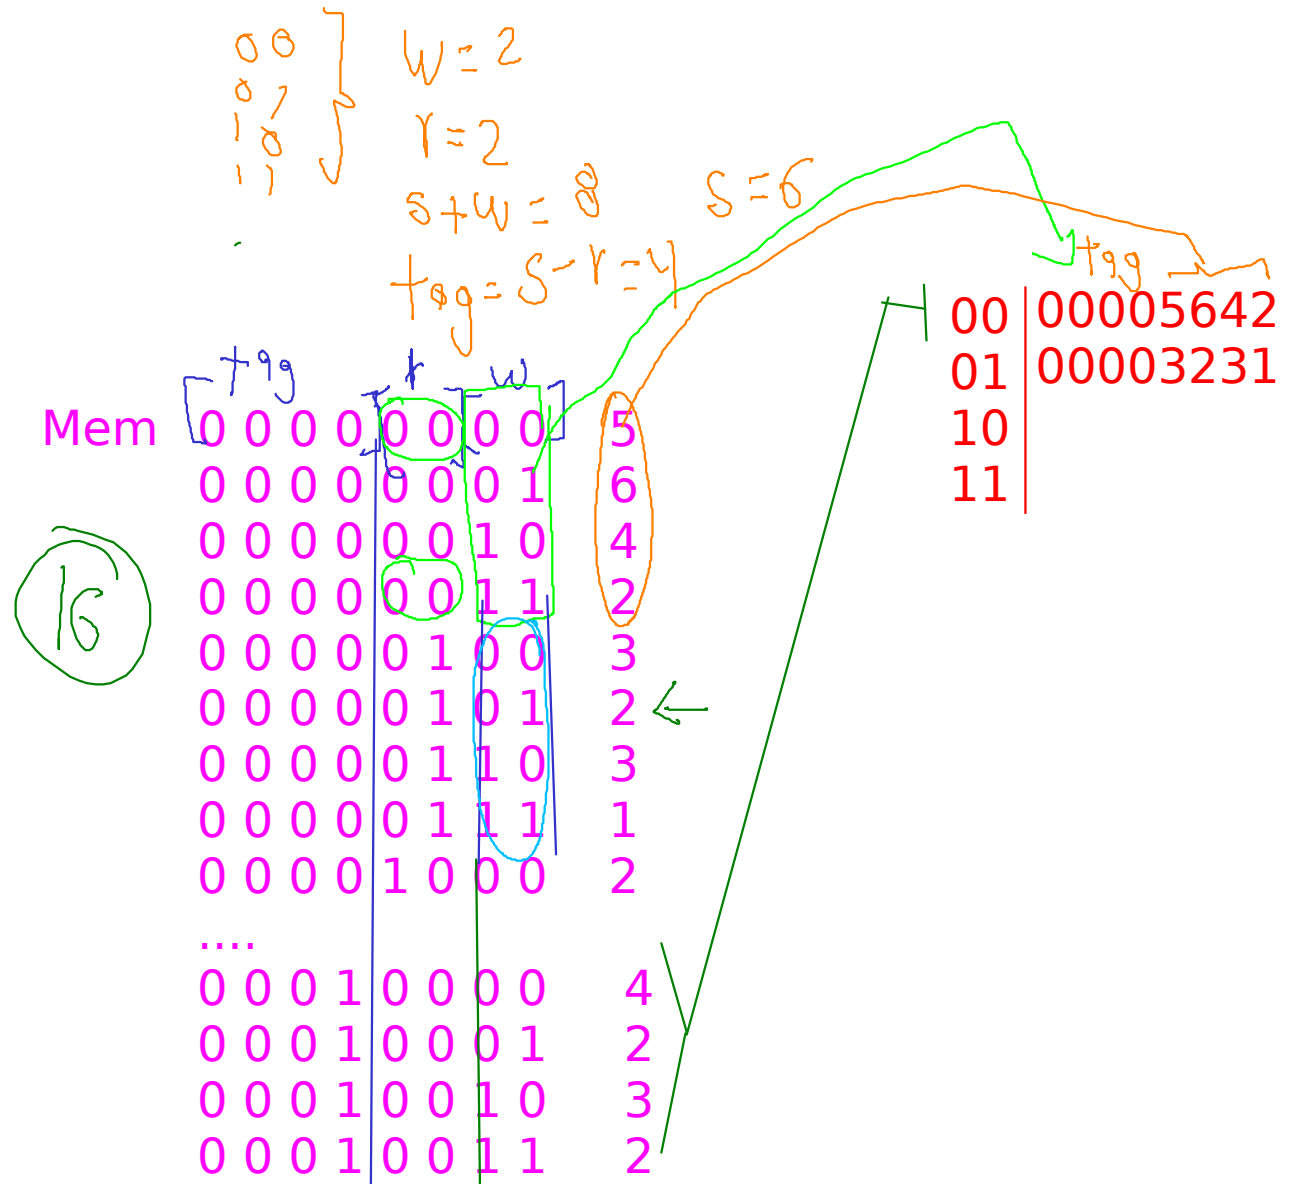 00
01
10
11
w=2
r=2
s+w=8
s=6
tag=s-r=4
tag
00 00005642
01 00003231
10
11
tag r w
Mem 0 0 0 0 0 0 0 0 5
0 0 0 0 0 0 0 1 6
0 0 0 0 0 0 1 0 4
0 0 0 0 0 0 1 1 2
16
0 0 0 0 0 1 0 0 3
0 0 0 0 0 1 0 1 2
0 0 0 0 0 1 1 0 3
0 0 0 0 0 1 1 1 1
0 0 0 0 1 0 0 0 2
....
0 0 0 1 0 0 0 0 4
0 0 0 1 0 0 0 1 2
0 0 0 1 0 0 1 0 3
0 0 0 1 0 0 1 1 2